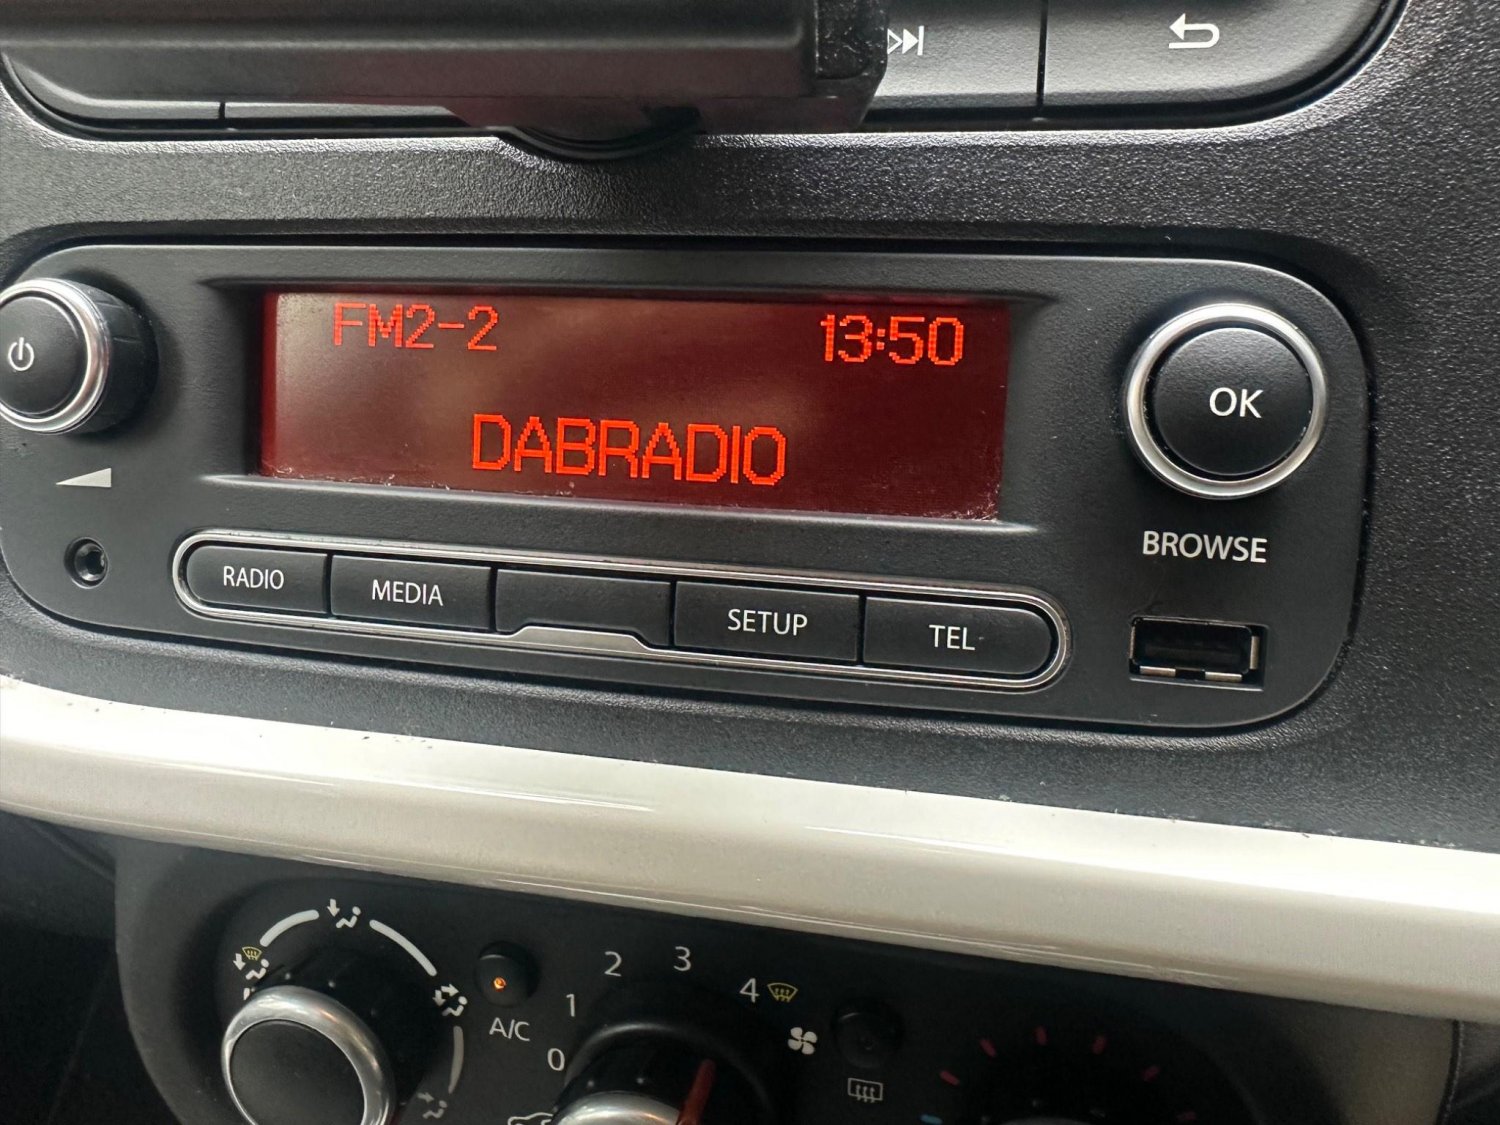 FM2-2 13:50
DABRADIO
OK
BROWSE
RADIO MEDIA SETUP TEL
A/C 0 1 2 3 4